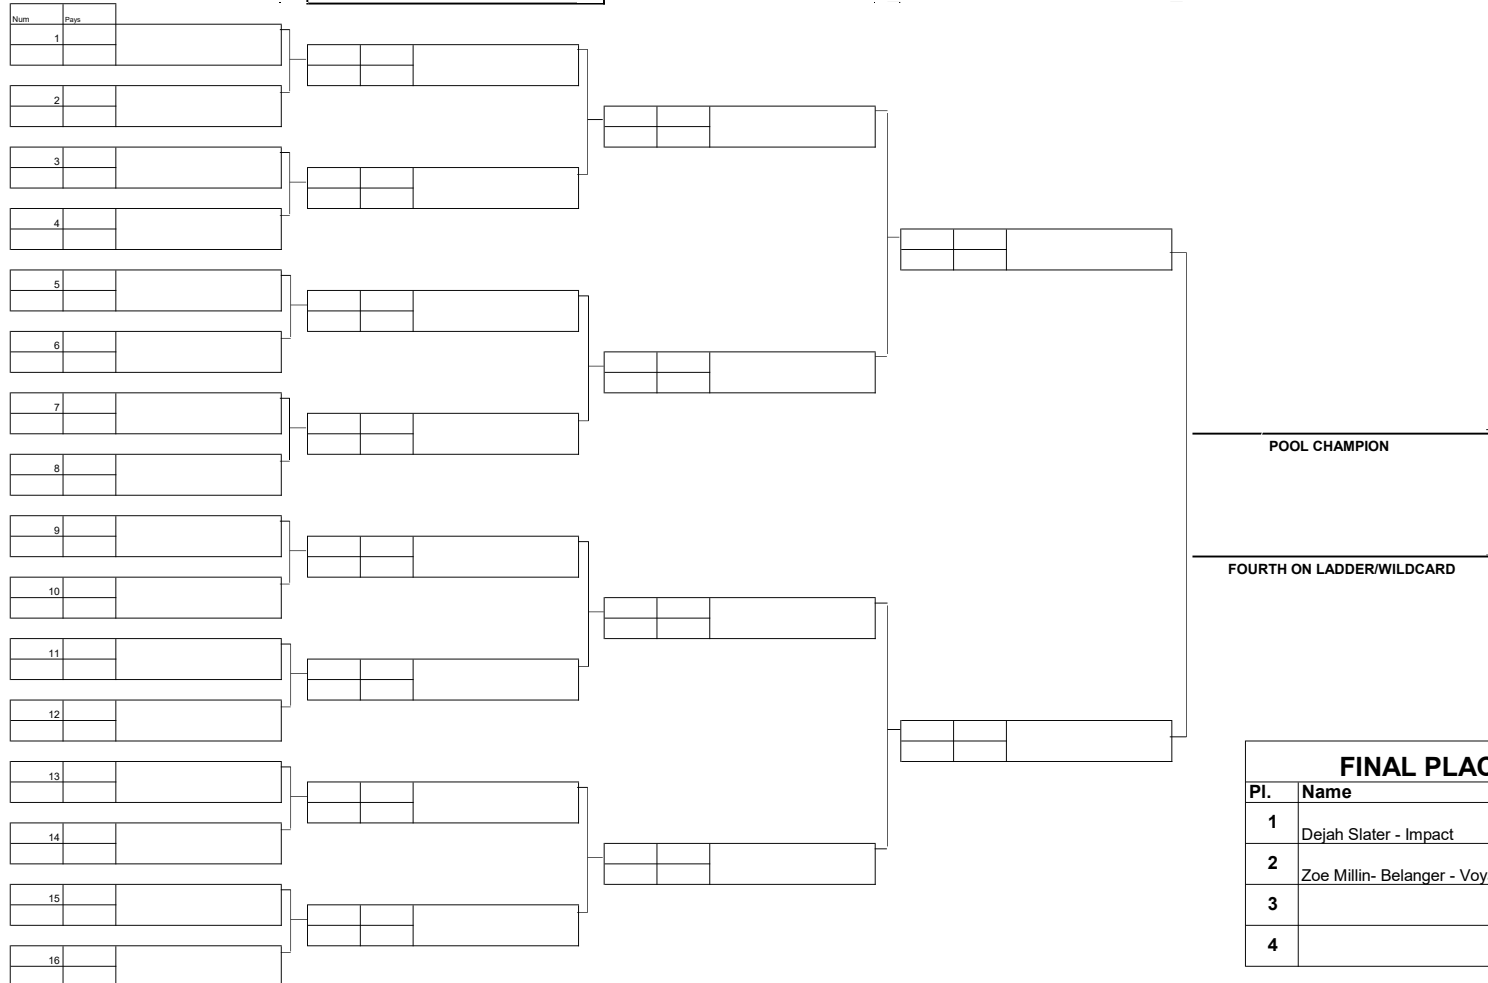 Num Pays
1
2
3
4
5
6
7
8
POOL CHAMPION
9
FOURTH ON LADDER/WILDCARD
10
11
12
13
FINAL PLAC
Pl. Name
1 Dejah Slater - Impact
14
2 Zoe Millin- Belanger - Voy
15
3
4
16